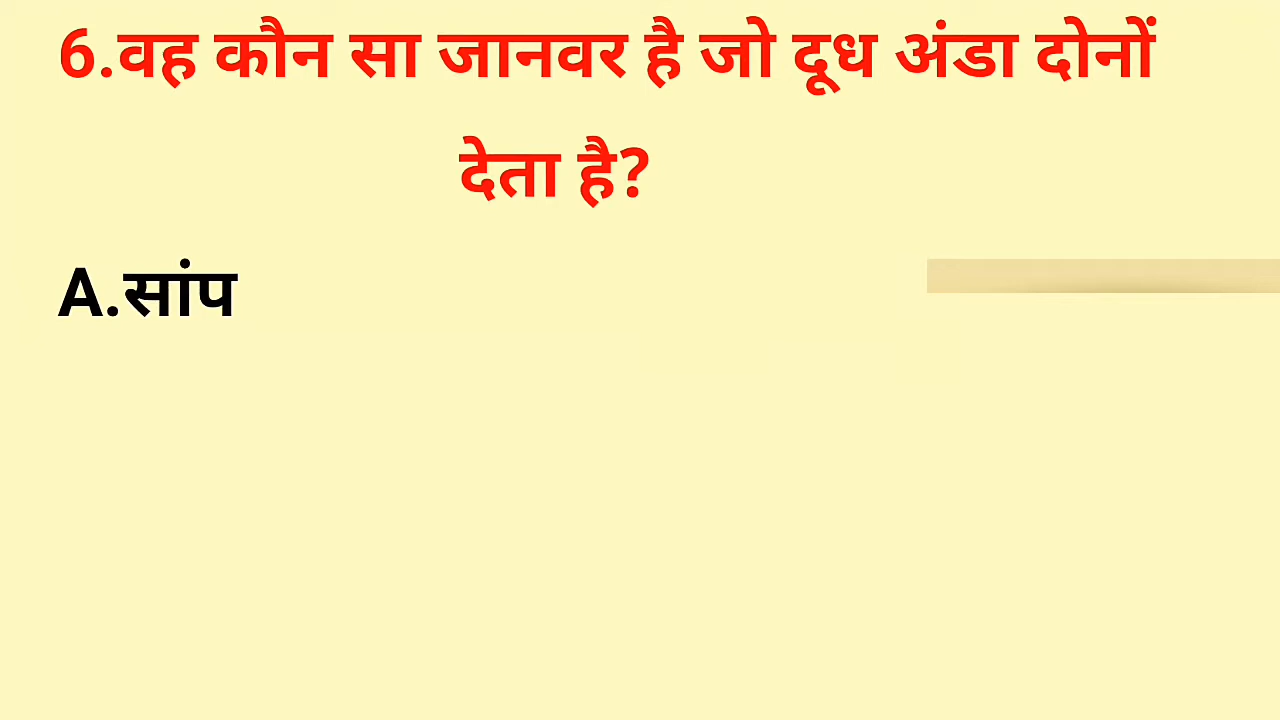 6.वह कौन सा जानवर है जो दूध अंडा दोनों
देता है?
A.सांप